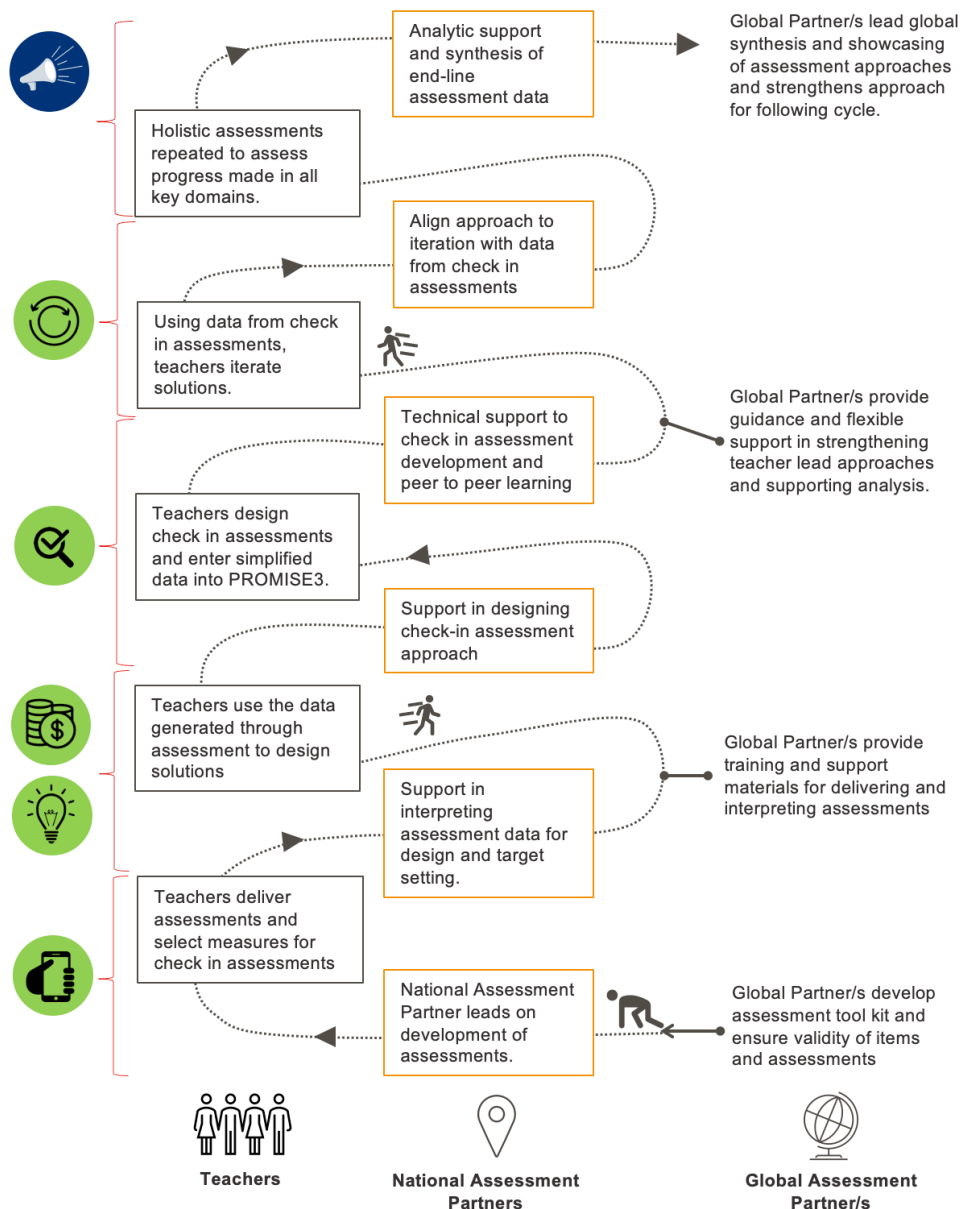 Analytic support
and synthesis of
end-line
assessment data
Global Partner/s lead global
synthesis and showcasing
of assessment approaches
and strengthens approach
for following cycle.
Holistic assessments
repeated to assess
progress made in all
key domains.
Align approach to
iteration with data
from check in
assessments
Using data from check
in assessments,
teachers iterate
solutions.
Technical support to
check in assessment
development and
peer to peer learning
Global Partner/s provide
guidance and flexible
support in strengthening
teacher lead approaches
and supporting analysis.
Teachers design
check in assessments
and enter simplified
data into PROMISE3.
Support in designing
check-in assessment
approach
Teachers use the data
generated through
assessment to design
solutions
$
Global Partner/s provide
training and support
materials for delivering and
interpreting assessments
Support in
interpreting
assessment data for
design and target
setting.
Teachers deliver
assessments and
select measures for
check in assessments
National Assessment
Partner leads on
development of
assessments.
Global Partner/s develop
assessment tool kit and
ensure validity of items
and assessments
Teachers
National Assessment
Partners
Global Assessment
Partner/s